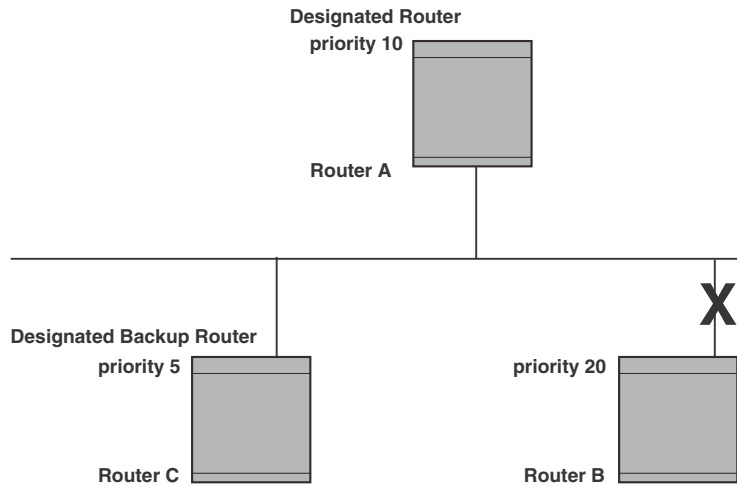 Designated Router
priority 10
Router A
X
Designated Backup Router
priority 5
priority 20
Router C
Router B